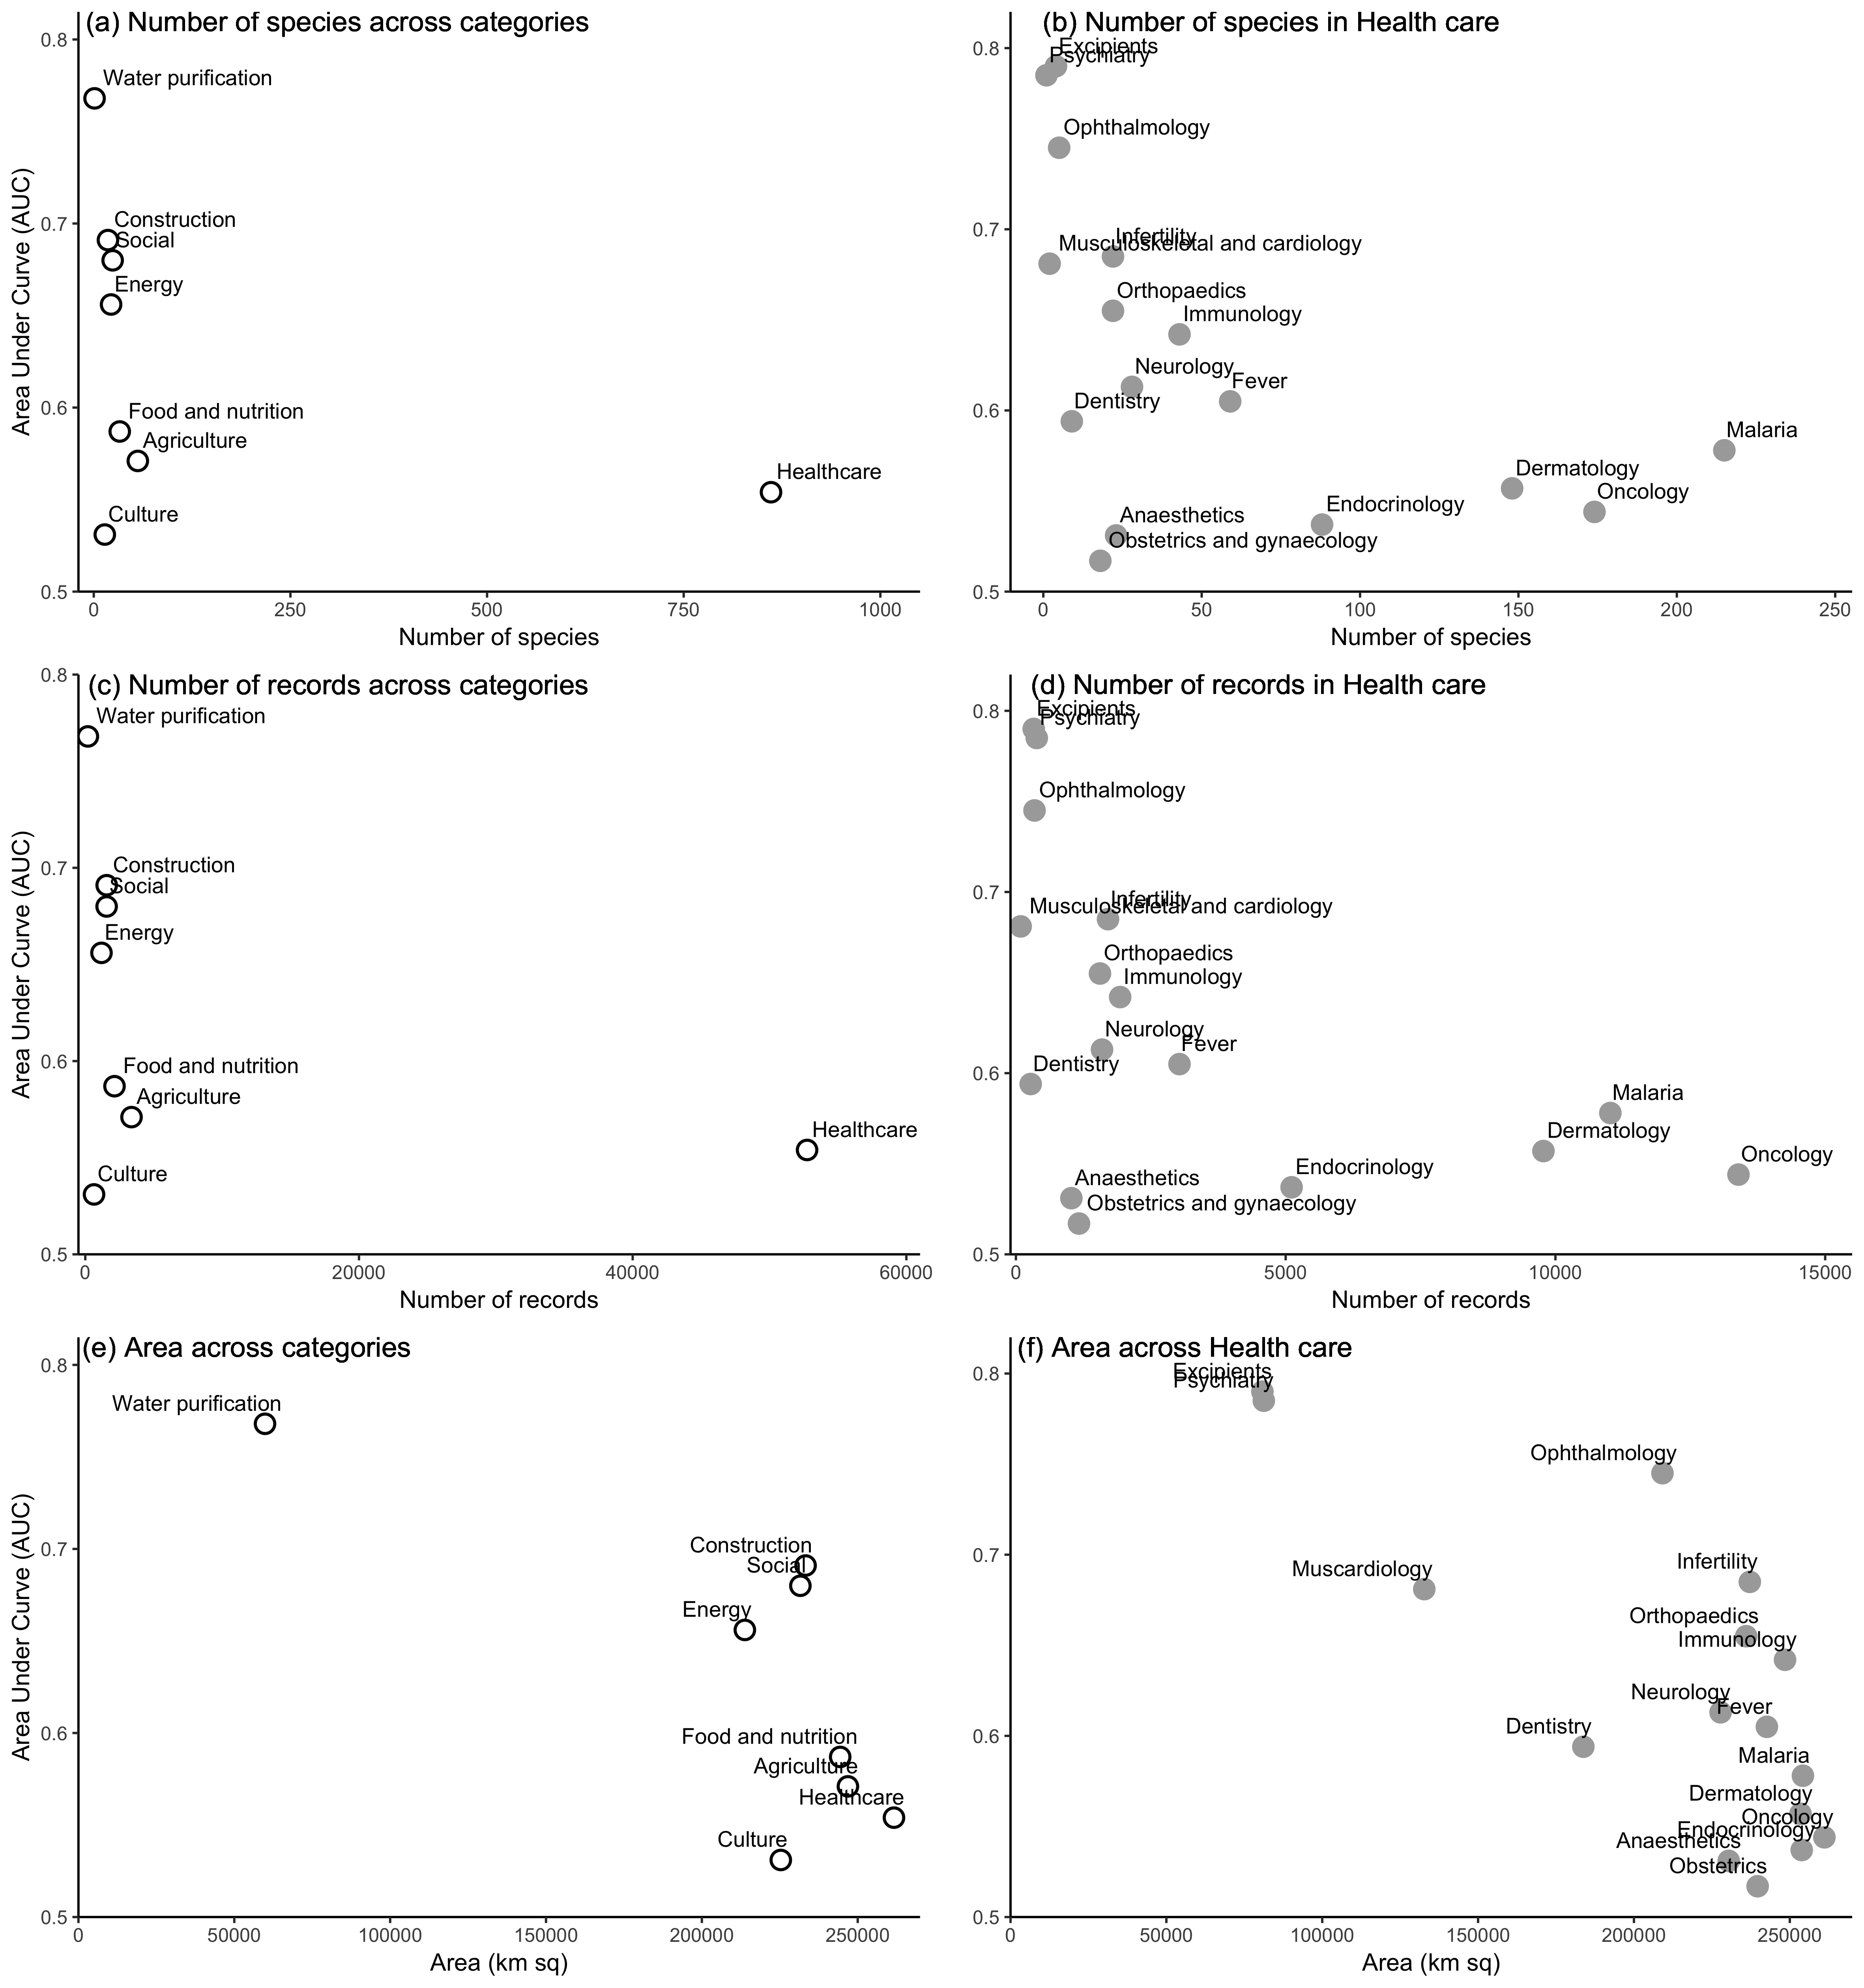 (a) Number of species across categories
0.8
Water purification
Construction
0.7
Social
Energy
Area Under Curve (AUC)
0.6
Food and nutrition
Agriculture
Healthcare
Culture
0.5
0 250 500 750 1000
Number of species
(b) Number of species in Health care
0.8
Excipients
Psychiatry
Ophthalmology
0.7
Infertility
Musculoskeletal and cardiology
Orthopaedics
Immunology
Neurology
Fever
0.6
Dentistry
Malaria
Dermatology
Oncology
Endocrinology
Anaesthetics
Obstetrics and gynaecology
0.5
0 50 100 150 200 250
Number of species
0.8
(c) Number of records across categories
Water purification
Construction
0.7
Social
Energy
Area Under Curve (AUC)
0.6
Food and nutrition
Agriculture
Healthcare
Culture
0.5
0 20000 40000 60000
Number of records
(d) Number of records in Health care
0.8
Excipients
Psychiatry
Ophthalmology
0.7
Infertility
Musculoskeletal and cardiology
Orthopaedics
Immunology
Neurology
Fever
0.6
Dentistry
Malaria
Dermatology
Oncology
Endocrinology
Anaesthetics
Obstetrics and gynaecology
0.5
0 5000 10000 15000
Number of records
(e) Area across categories
0.8
Water purification
Construction
0.7
Social
Energy
Area Under Curve (AUC)
0.6
Food and nutrition
Agriculture
Healthcare
Culture
0.5
0 50000 100000 150000 200000 250000
Area (km sq)
(f) Area across Health care
0.8
Excipients
Psychiatry
Ophthalmology
0.7
Infertility
Muscardiology
Orthopaedics
Immunology
Neurology
Fever
0.6
Dentistry
Malaria
Dermatology
Oncology
Endocrinology
Anaesthetics
Obstetrics
0.5
0 50000 100000 150000 200000 250000
Area (km sq)